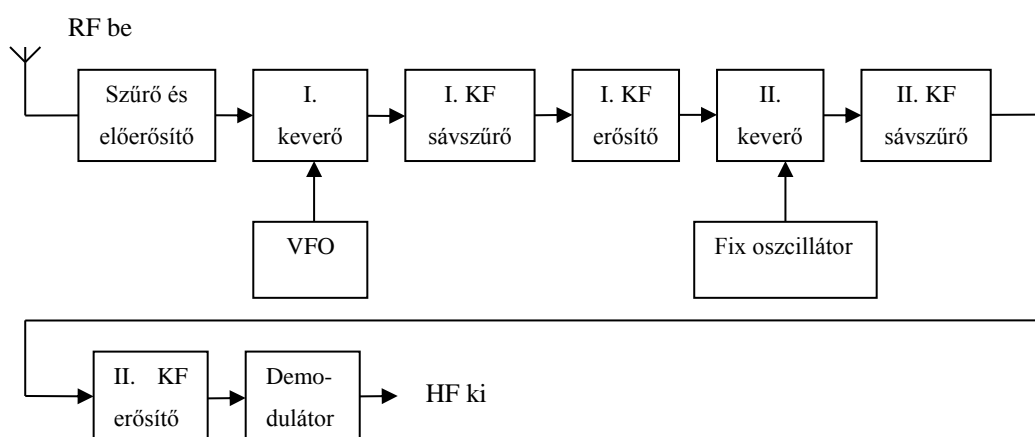 RF be
Szűrő és
előerősítő
I.
keverő
I. KF
sávszűrő
I. KF
erősítő
II.
keverő
II. KF
sávszűrő
VFO
Fix oszcillátor
II. KF
erősítő
Demo-
dulátor
HF ki